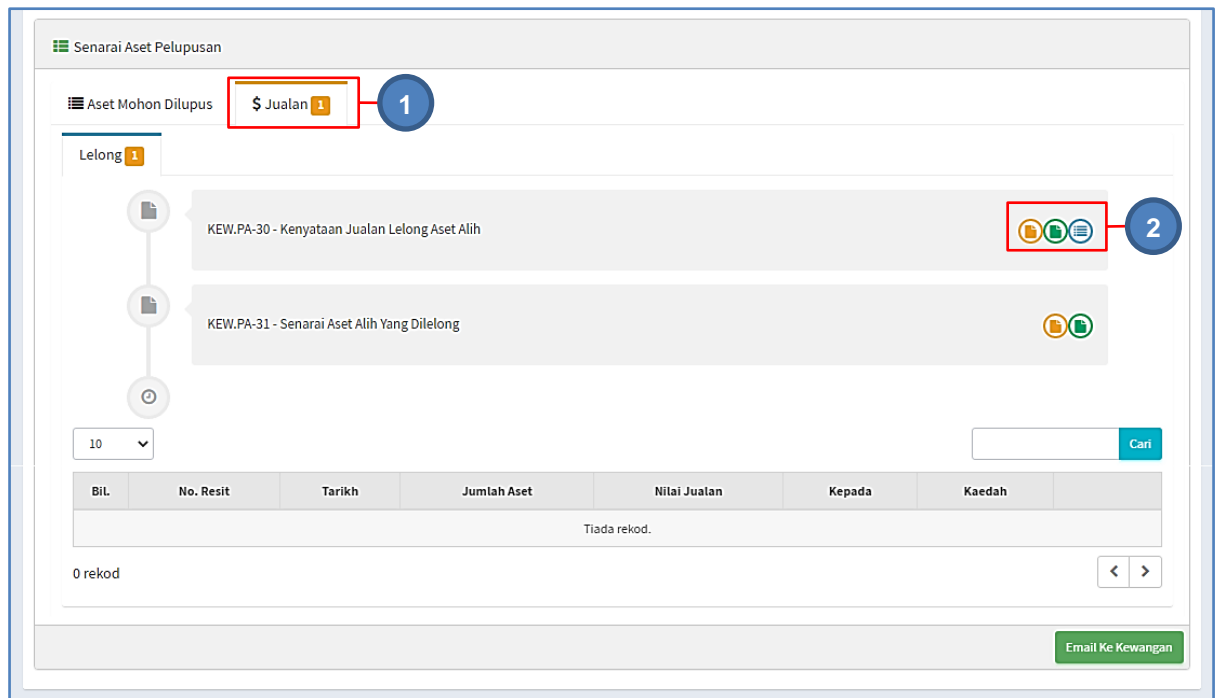 Senarai Aset Pelupusan
Aset Mohon Dilupus
$ Jualan 1
1
Lelong 1
KEW.PA-30 - Kenyataan Jualan Lelong Aset Alih
2
KEW.PA-31 - Senarai Aset Alih Yang Dilelong
10
Cari
Bil. No. Resit Tarikh Jumlah Aset Nilai Jualan Kepada Kaedah
Tiada rekod.
0 rekod
Email Ke Kewangan